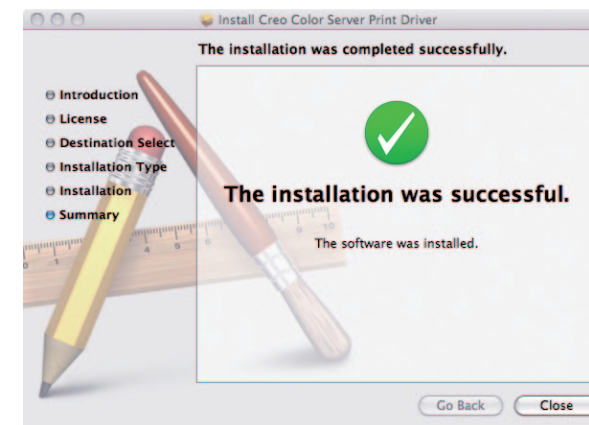 Install Creo Color Server Print Driver
The installation was completed successfully.
Introduction
License
Destination Select
Installation Type
Installation
Summary
The installation was successful.
The software was installed.
Go Back
Close